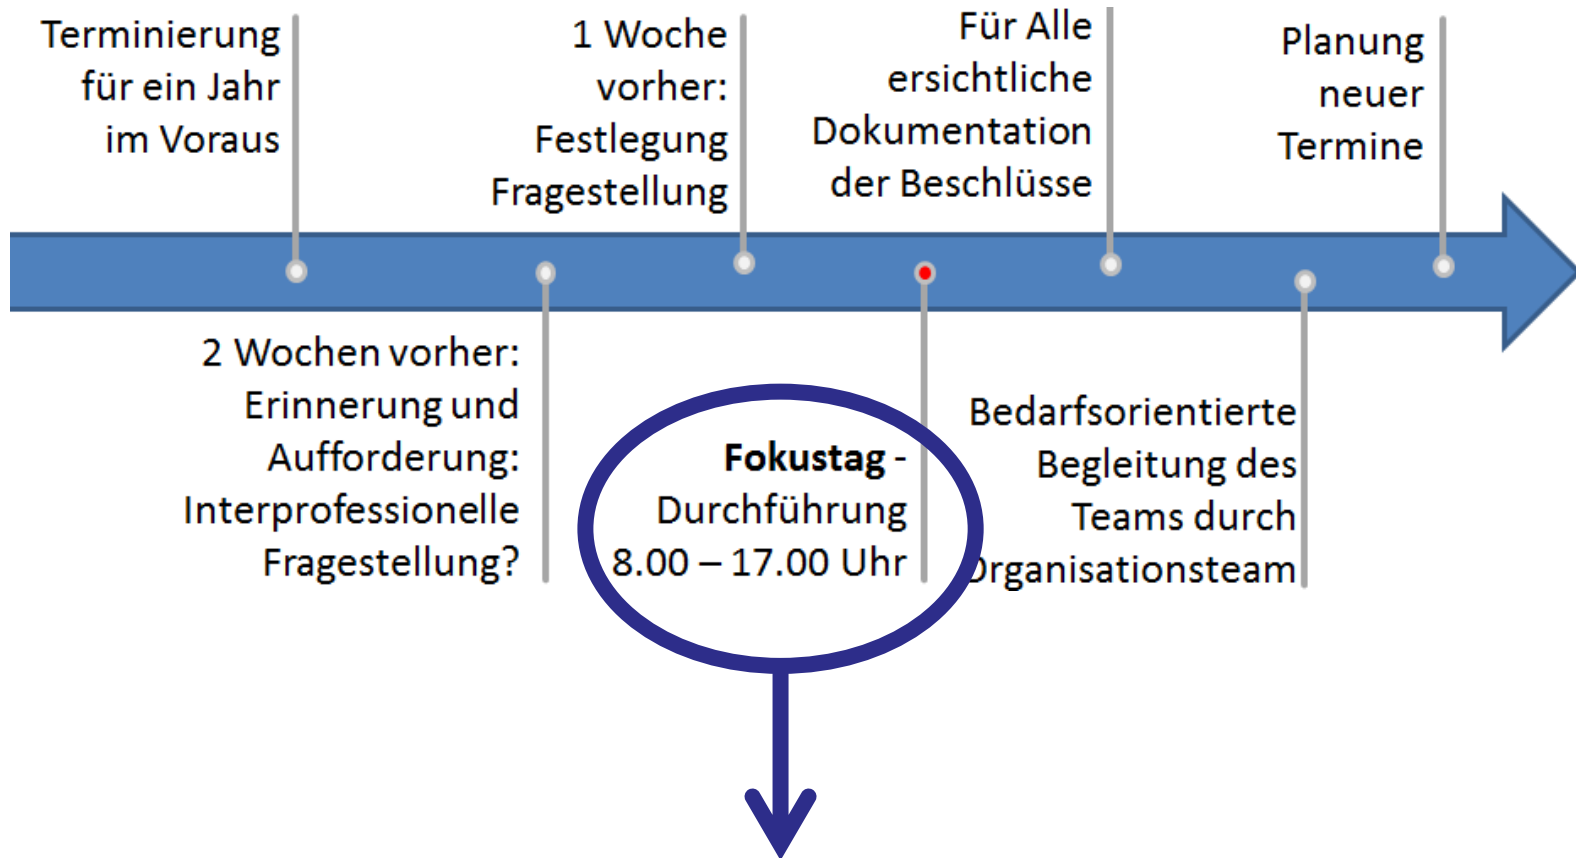 Terminierung
für ein Jahr
im Voraus
1 Woche
vorher:
Festlegung
Fragestellung
Für Alle
ersichtliche
Dokumentation
der Beschlüsse
Planung
neuer
Termine
2 Wochen vorher:
Erinnerung und
Aufforderung:
Interprofessionelle
Fragestellung?
Fokustag -
Durchführung
8.00 – 17.00 Uhr
Bedarfsorientierte
Begleitung des
Teams durch
Organisationsteam